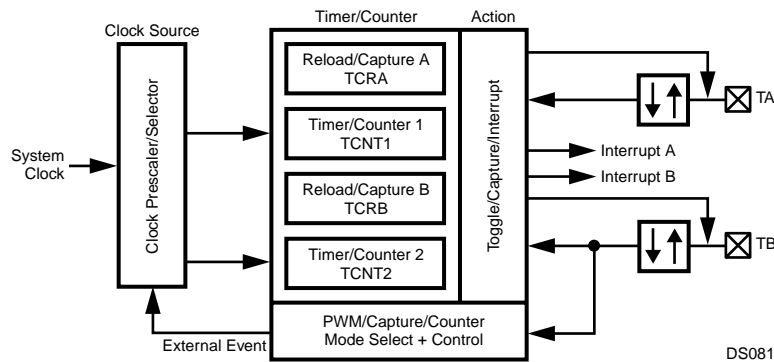 Timer/Counter
Action
Clock Source
Reload/Capture A
TCRA
Timer/Counter 1
TCNT1
Reload/Capture B
TCRB
Timer/Counter 2
TCNT2
Clock Prescaler/Selector
System
Clock
Toggle/Capture/Interrupt
TA
Interrupt A
Interrupt B
TB
PWM/Capture/Counter
Mode Select + Control
External Event
DS081